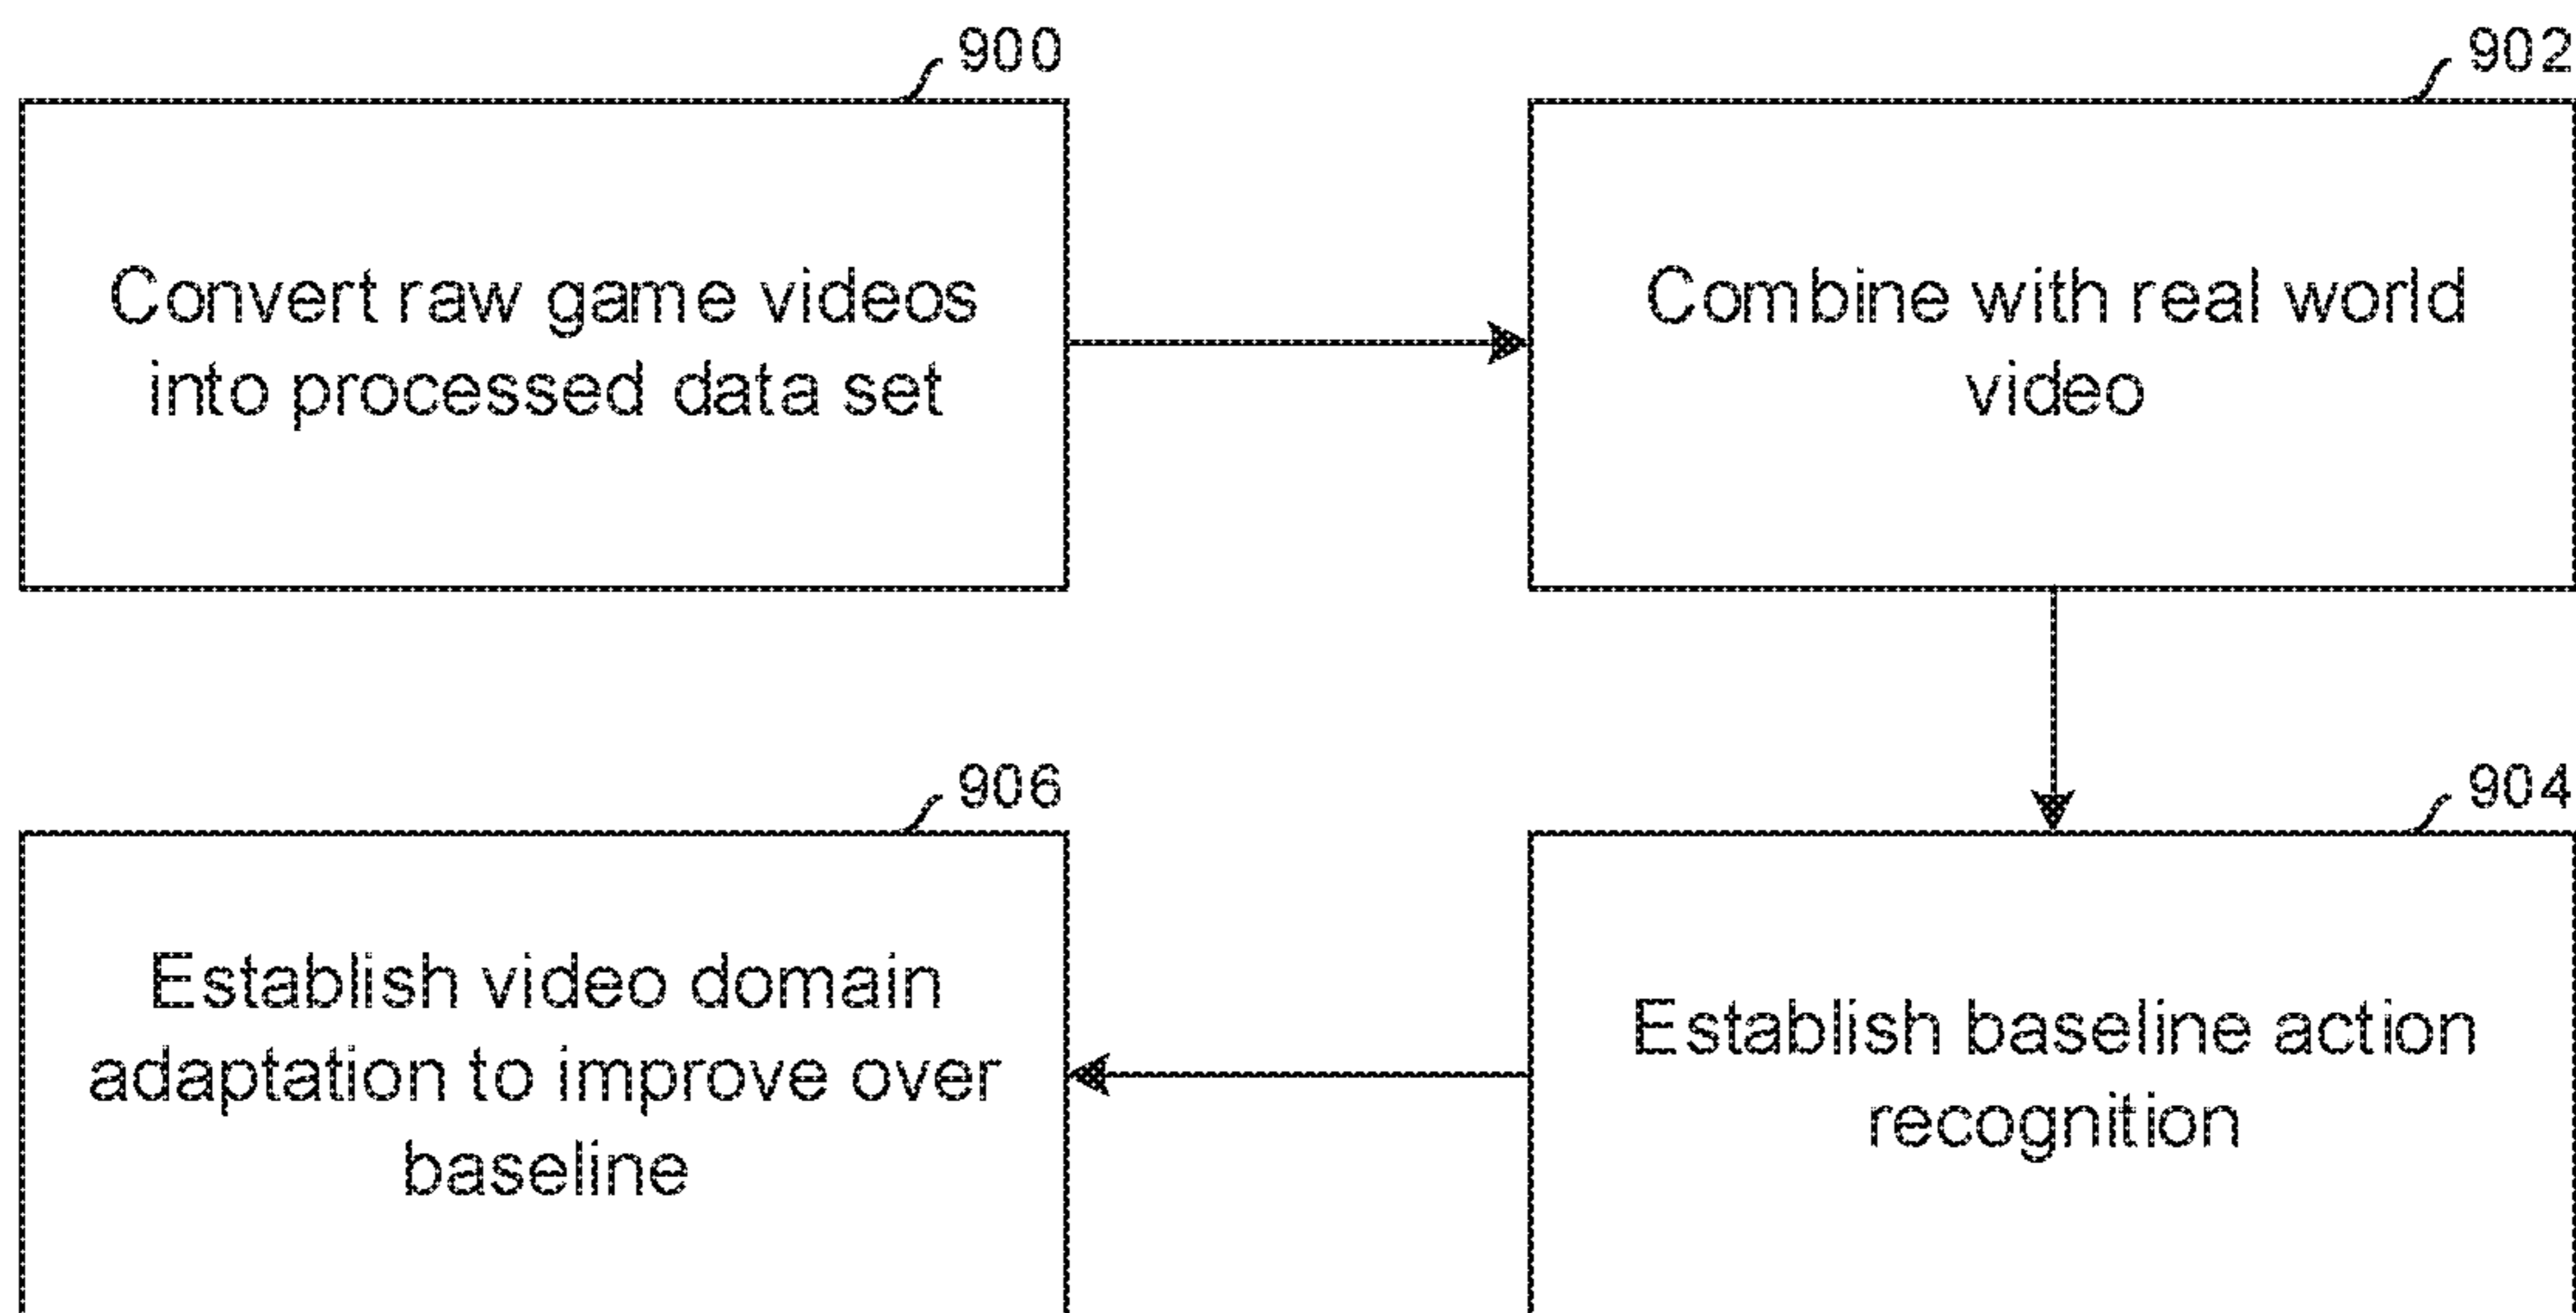 900
Convert raw game videos
into processed data set
902
Combine with real world
video
904
Establish baseline action
recognition
906
Establish video domain
adaptation to improve over
baseline